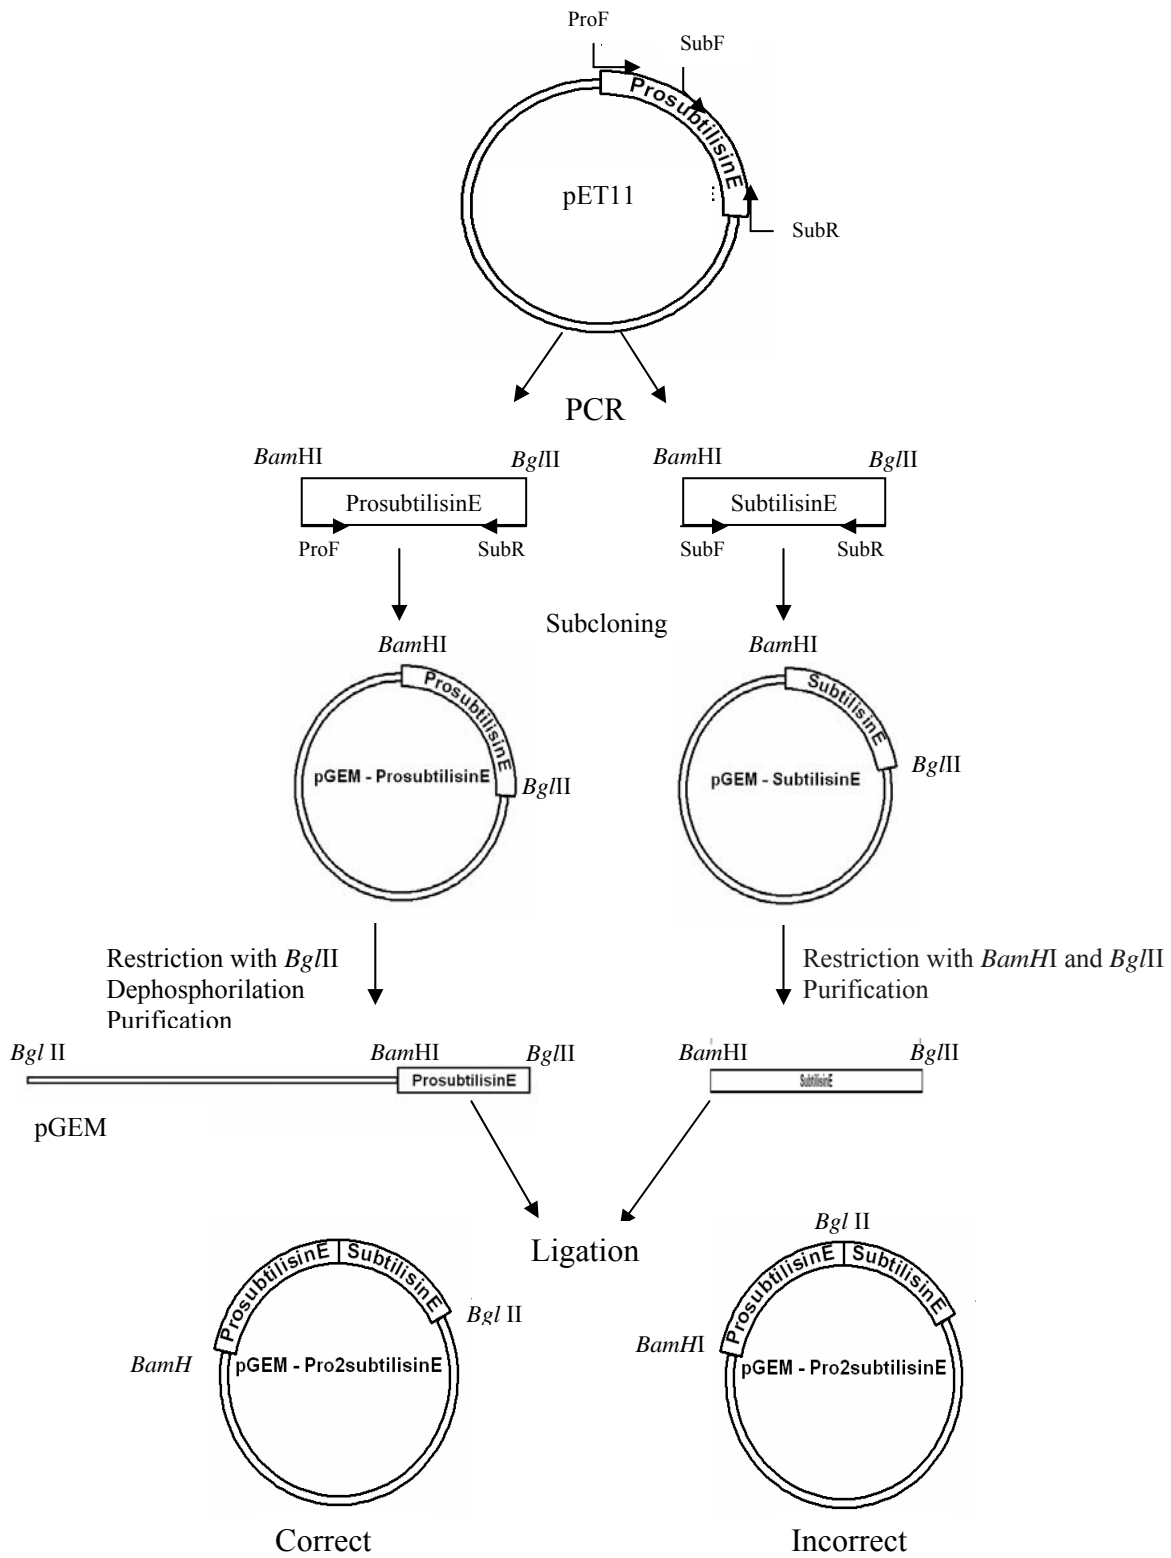 ProF
SubF
ProsubtilisinE
pET11
SubR
PCR
BamHI
BglII
BamHI
BglII
ProsubtilisinE
SubtilisinE
ProF
SubR
SubF
SubR
Subcloning
BamHI
BamHI
ProsubtilisinE
SubtilisinE
pGEM - ProsubtilisinE
BglII
pGEM - SubtilisinE
BglII
Restriction with BglII
Dephosphorilation
Purification
Restriction with BamHI and BglII
Purification
Bgl II
BamHI
BglII
BamHI
BglII
ProsubtilisinE
SubtilisinE
pGEM
Ligation
Bgl II
ProsubtilisinE
SubtilisinE
Bgl II
BamH
pGEM - Pro2subtilisinE
ProsubtilisinE
SubtilisinE
BamHI
pGEM - Pro2subtilisinE
Correct
Incorrect